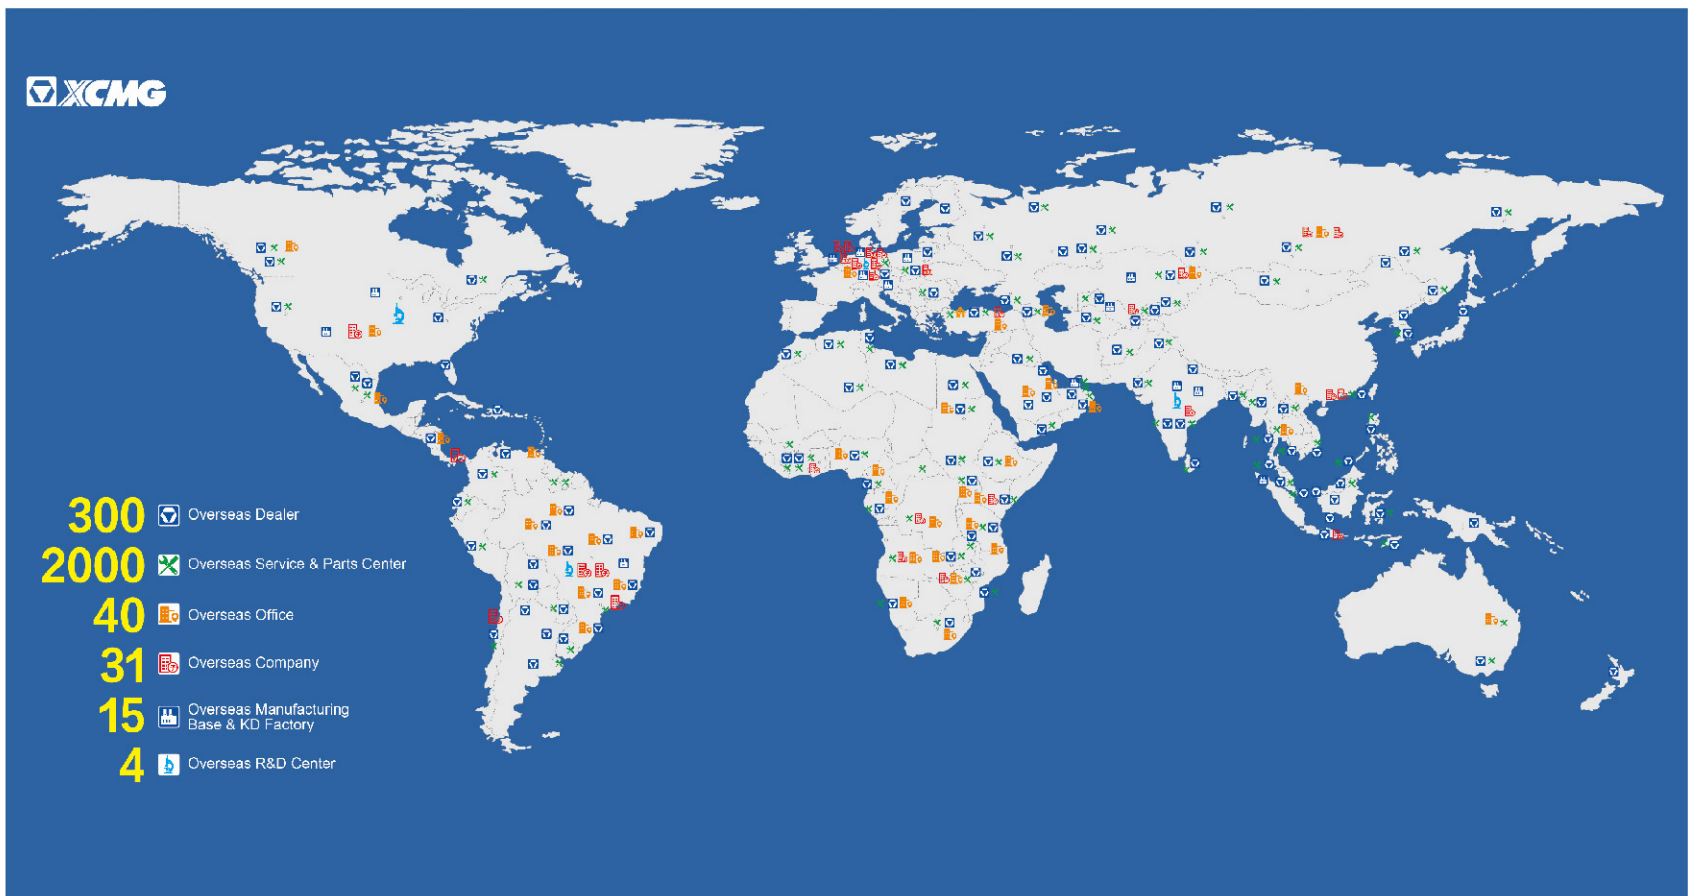 XCMG
300 Overseas Dealer
2000 Overseas Service & Parts Center
40 Overseas Office
31 Overseas Company
15 Overseas Manufacturing
Base & KD Factory
4 Overseas R&D Center